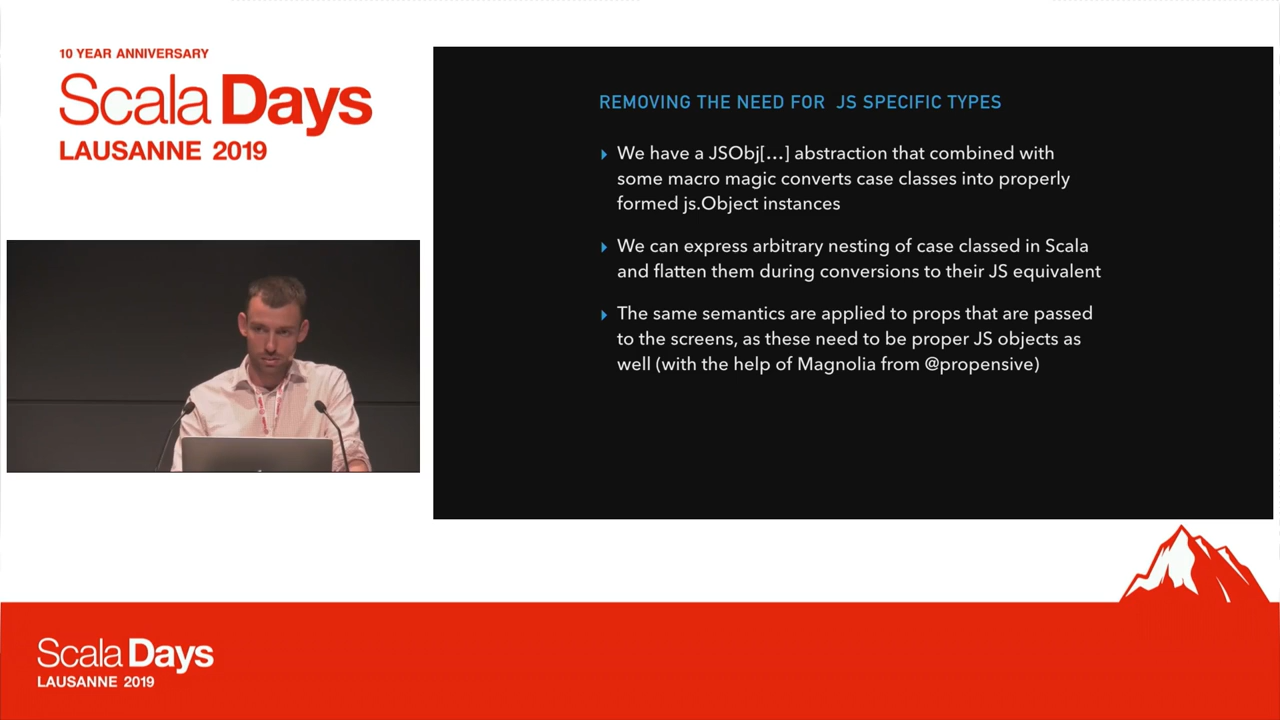 10 YEAR ANNIVERSARY
Scala Days
LAUSANNE 2019
REMOVING THE NEED FOR JS SPECIFIC TYPES
We have a JSObj[...] abstraction that combined with
some macro magic converts case classes into properly
formed js.Object instances
We can express arbitrary nesting of case classed in Scala
and flatten them during conversions to their JS equivalent
The same semantics are applied to props that are passed
to the screens, as these need to be proper JS objects as
well (with the help of Magnolia from @propensive)
Scala Days
LAUSANNE 2019